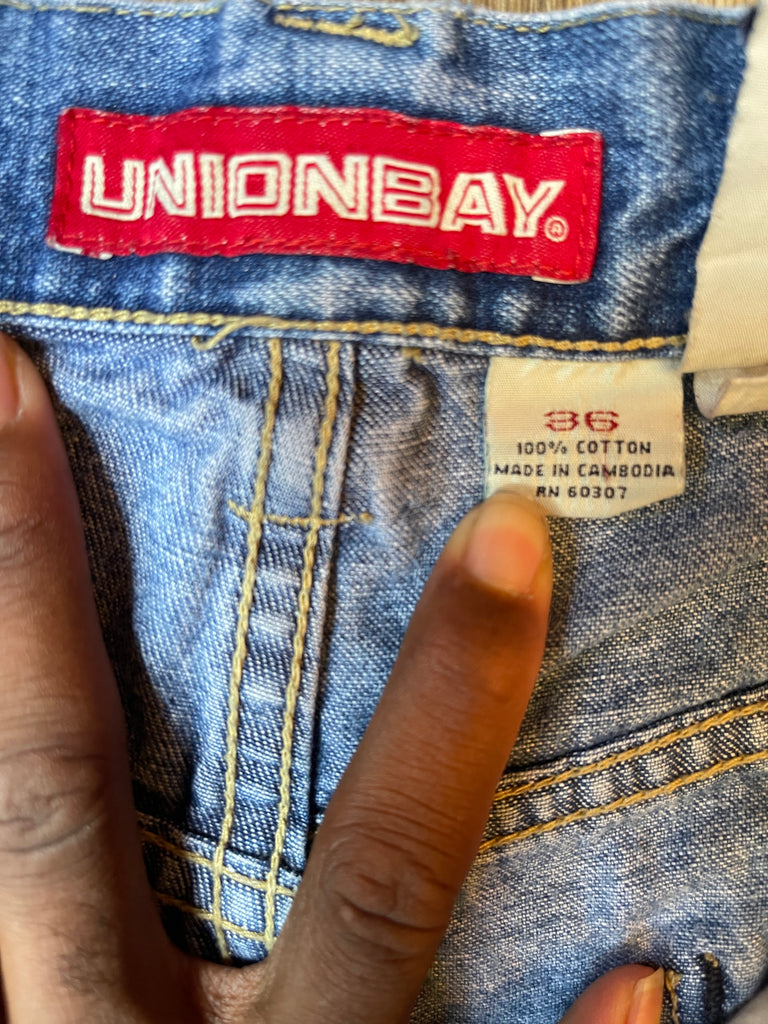 UNIONBAY®
36
100% COTTON
MADE IN CAMBODIA
RN 60307